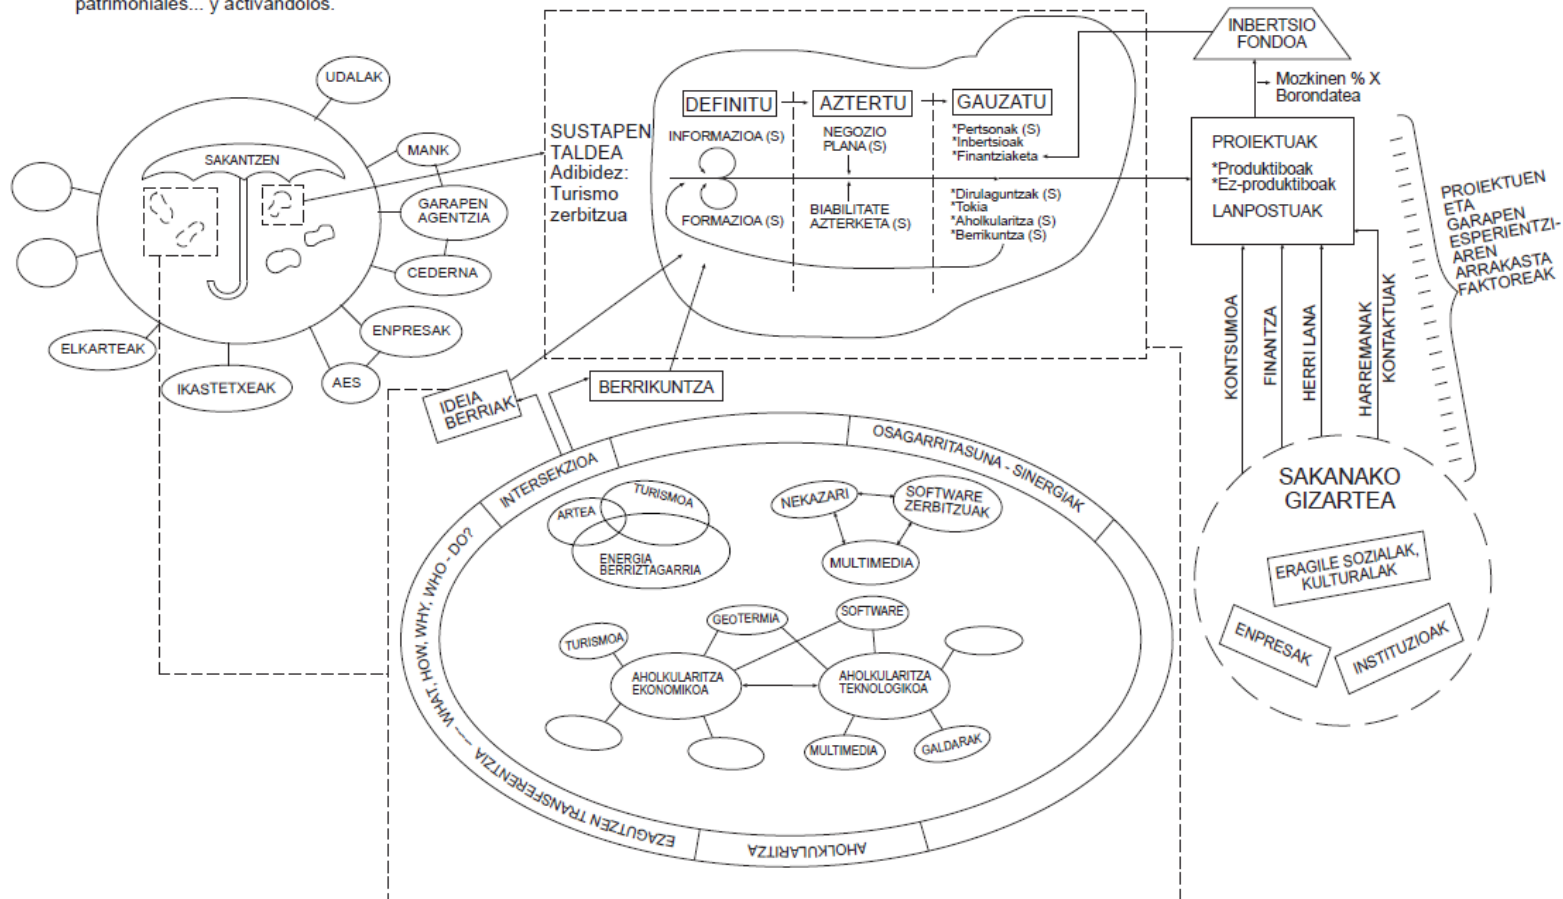 patrimoniales... y activándolos.
UDALAK
MANK
GARAPEN
AGENTZIA
CEDERNA
ENPRESAK
AES
IKASTETXEAK
ELKARTEAK
SAKANTZEN
SUSTAPEN
TALDEA
Adibidez:
Turismo
zerbitzua
DEFINITU
AZTERTU
GAUZATU
INFORMAZIOA (S)
FORMAZIOA (S)
NEGOZIO
PLANA (S)
BIABILITATE
AZTERKETA (S)
*Pertsonak (S)
*Inbertsioak
*Finantziaketa
*Dirulaguntzak (S)
*Tokia
*Aholkularitza (S)
*Berrikuntza (S)
INBERTSIO
FONDOA
Mozkinen % X
Borondatea
PROIEKTUAK
*Produktiboak
*Ez-produktiboak
LANPOSTUAK
PROIEKTUEN
ETA
GARAPEN
ESPERIENTZI-
AREN
ARRAKASTA
FAKTOREAK
KONTSUMOA
FINANTZA
HERRI LANA
HARREMANAK
KONTAKTUAK
SAKANAKO
GIZARTEA
ERAGILE SOZIALAK,
KULTURALAK
ENPRESAK
INSTITUZIOAK
IDEIA
BERRIAK
BERRIKUNTZA
INTERSEKZIOA
OSAGARRITASUNA - SINERGIAK
ARTEA
TURISMOA
ENERGIA
BERRIZTAGARRIA
NEKAZARI
SOFTWARE
ZERBITZUAK
MULTIMEDIA
GEOTERMIA
SOFTWARE
TURISMOA
AHOLKULARITZA
EKONOMIKOA
AHOLKULARITZA
TEKNOLOGIKOA
MULTIMEDIA
GALDARAK
EZAGUTZEN TRANSFERENTZIA --- WHAT, HOW, WHY, WHO - DO?
AHOLKULARITZA